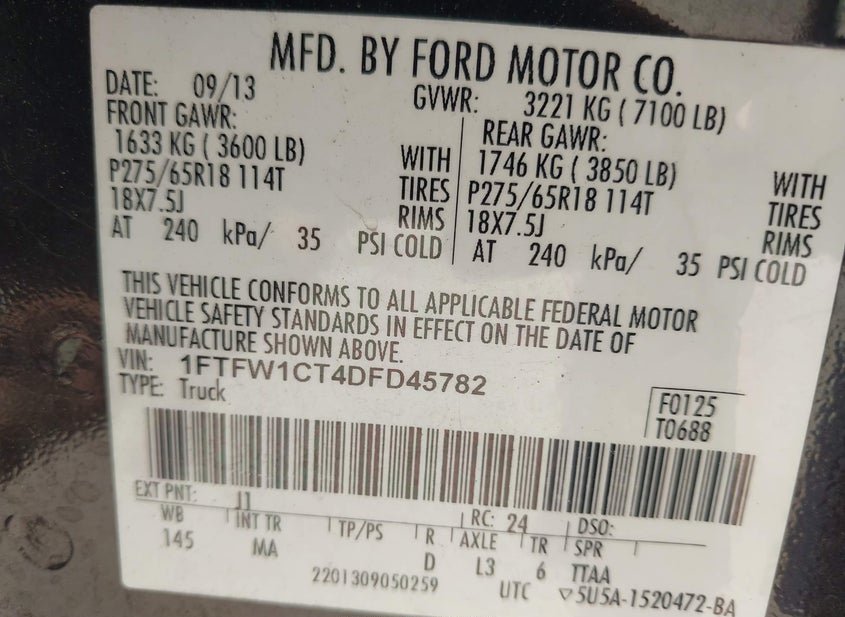 MFD. BY FORD MOTOR CO.
DATE: 09/13 GVWR: 3221 KG ( 7100 LB)
FRONT GAWR: REAR GAWR:
1633 KG ( 3600 LB) WITH 1746 KG ( 3850 LB) WITH
P275/65R18 114T TIRES P275/65R18 114T TIRES
18X7.5J RIMS 18X7.5J RIMS
AT 240 kPa/ 35 PSI COLD AT 240 kPa/ 35 PSI COLD
THIS VEHICLE CONFORMS TO ALL APPLICABLE FEDERAL MOTOR
VEHICLE SAFETY STANDARDS IN EFFECT ON THE DATE OF
MANUFACTURE SHOWN ABOVE.
VIN: 1FTFW1CT4DFD45782
TYPE: Truck
F0125
T0688
EXT PNT: J1 RC: 24 DSO:
WB INT TR TP/PS R AXLE TR SPR
145 MA D L3 6 TTAA
2201309050259 UTC ▽5U5A-1520472-BA